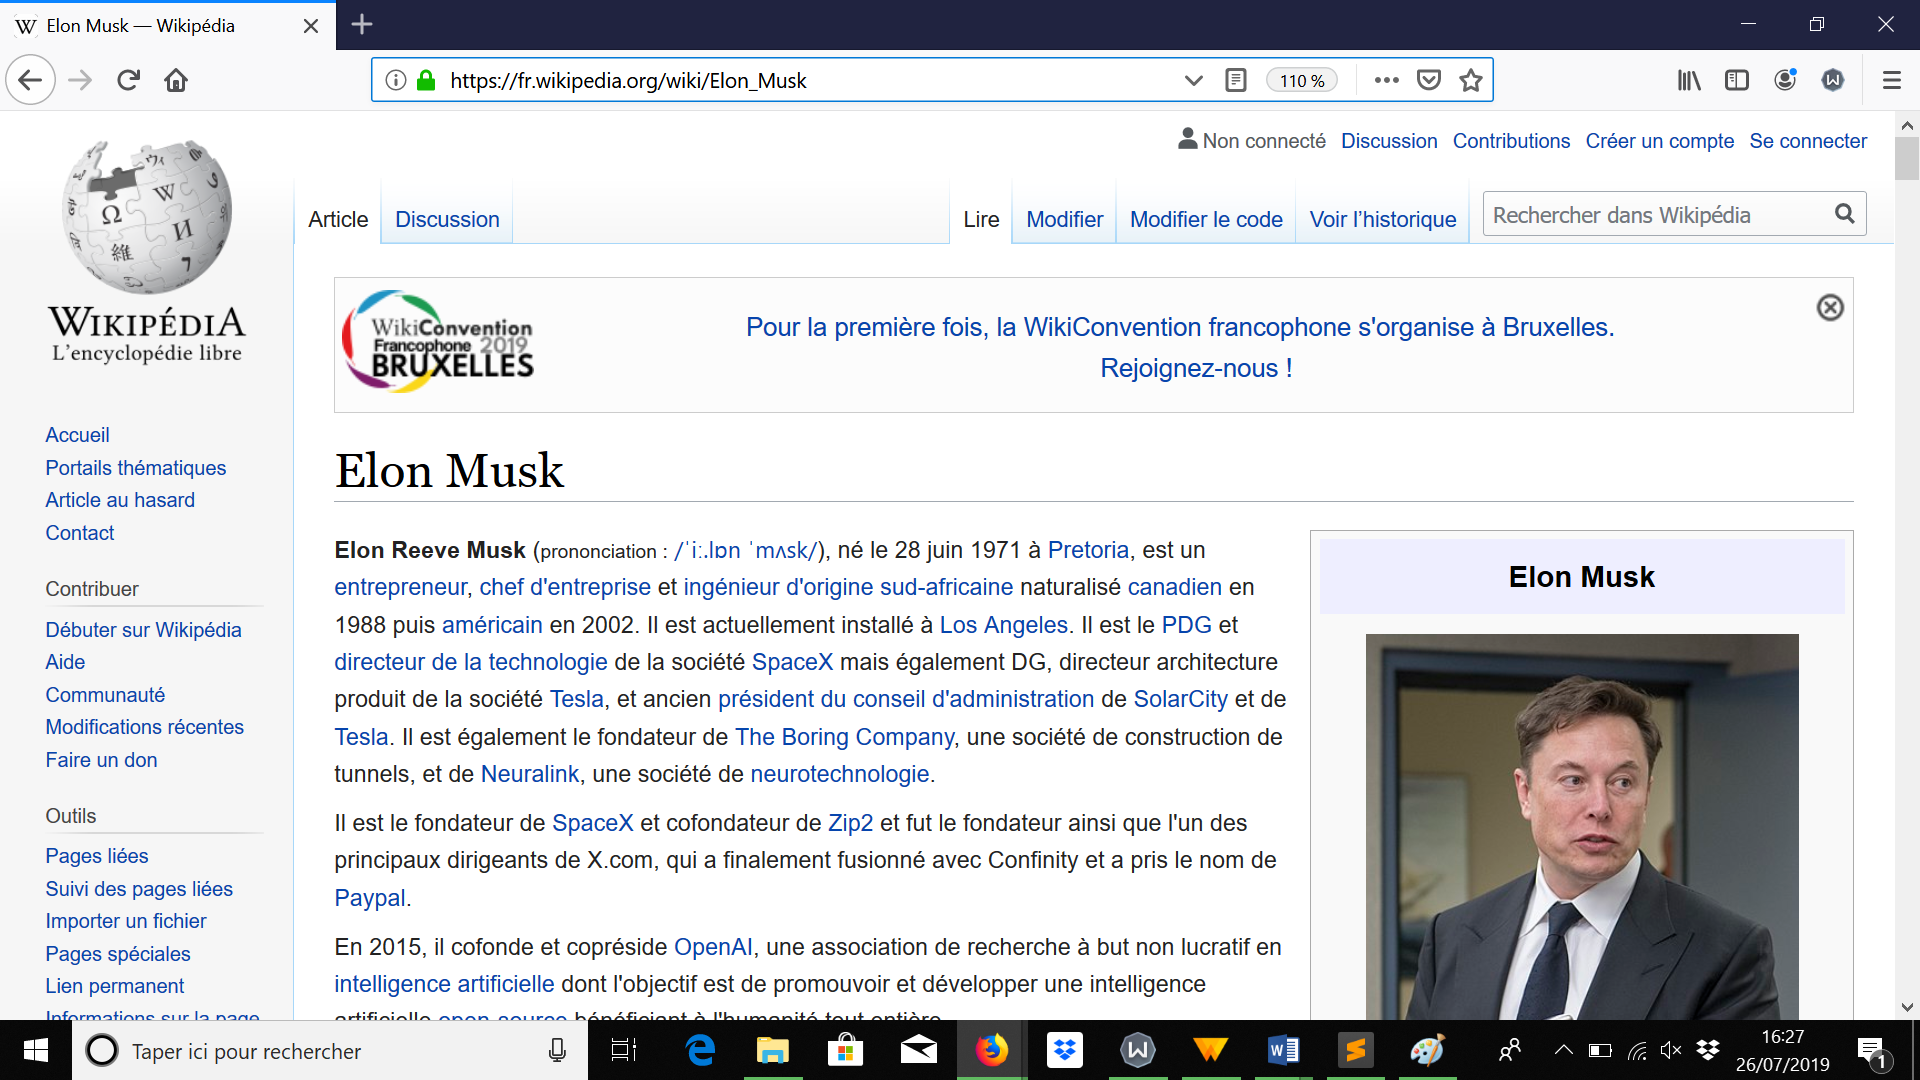 Elon Musk — Wikipédia
https://fr.wikipedia.org/wiki/Elon_Musk
110 %
Non connecté Discussion Contributions Créer un compte Se connecter
Article Discussion Lire Modifier Modifier le code Voir l'historique Rechercher dans Wikipédia
WIKIPÉDIA
L'encyclopédie libre
WikiConvention
Francophone 2019
BRUXELLES
Pour la première fois, la WikiConvention francophone s'organise à Bruxelles.
Rejoignez-nous !
Accueil
Portails thématiques
Article au hasard
Contact
Contribuer
Débuter sur Wikipédia
Aide
Communauté
Modifications récentes
Faire un don
Outils
Pages liées
Suivi des pages liées
Importer un fichier
Pages spéciales
Lien permanent
Informations sur la page
Elon Musk
Elon Reeve Musk (prononciation : /ˈiː.lɒn ˈmʌsk/), né le 28 juin 1971 à Pretoria, est un
entrepreneur, chef d'entreprise et ingénieur d'origine sud-africaine naturalisé canadien en
1988 puis américain en 2002. Il est actuellement installé à Los Angeles. Il est le PDG et
directeur de la technologie de la société SpaceX mais également DG, directeur architecture
produit de la société Tesla, et ancien président du conseil d'administration de SolarCity et de
Tesla. Il est également le fondateur de The Boring Company, une société de construction de
tunnels, et de Neuralink, une société de neurotechnologie.
Il est le fondateur de SpaceX et cofondateur de Zip2 et fut le fondateur ainsi que l'un des
principaux dirigeants de X.com, qui a finalement fusionné avec Confinity et a pris le nom de
Paypal.
En 2015, il cofonde et copréside OpenAI, une association de recherche à but non lucratif en
intelligence artificielle dont l'objectif est de promouvoir et développer une intelligence
artificielle open-source bénéficiant à l'humanité tout entière.
Elon Musk
Taper ici pour rechercher
16:27
26/07/2019
1